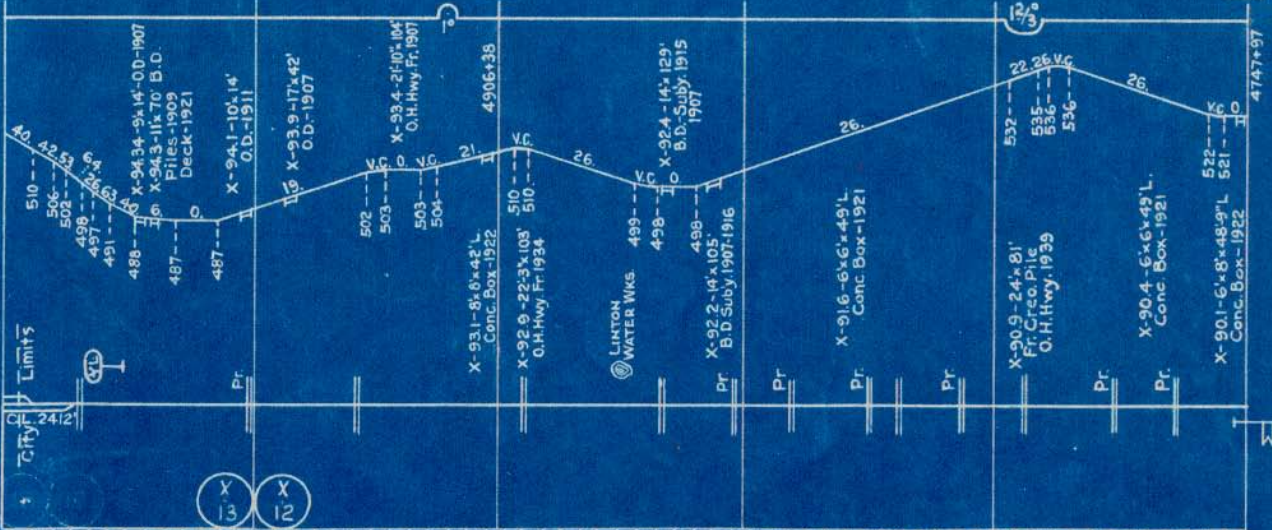 1°
12/3°
40.
42.
.53
64
.26
.63
40
.16
0.
.19.
V.C.
0.
V.C.
21.
V.C.
26.
V.C.
0
26.
22.
.26
V.C.
26.
V.C.
0
510
506
502
498
497
491
488
487
487
502
503
503
504
510
510
499
498
498
532
535
536
536
522
521
X-94.34-9'x14'-O.D-1907
X-94.3-11'x70' B.D.
Piles-1909
Deck-1921
X-94.1-10'x14'
O.D.-1911
X-93.9-17'x42'
O.D.-1907
X-93.4-21'-10"x104'
O.H.Hwy.Fr.1907
4906+38
X-93.1-8'x8'x42'L.
Conc. Box-1922
X-92.9-22'-3"x103'
O.H.Hwy Fr.1934
LINTON
WATER WKS.
X-92.4-14'x129'
B.D.-Suby.1915
1907
X-92.2-14'x105'
B.D Suby.1907-1916
X-91.6-6'x6'x49'L.
Conc. Box-1921
X-90.9-24'x81'
Fr. Creo. Pile
O.H.Hwy.1939
X-90.4-6'x6'x49'L.
Conc Box-1921
X-90.1-6'x8'x48'-9"L
Conc. Box-1922
4747+97
City Limits
C.I.L. 2412'
YL
Pr.
Pr.
Pr.
Pr.
Pr.
Pr.
Pr.
X
13
X
12
M